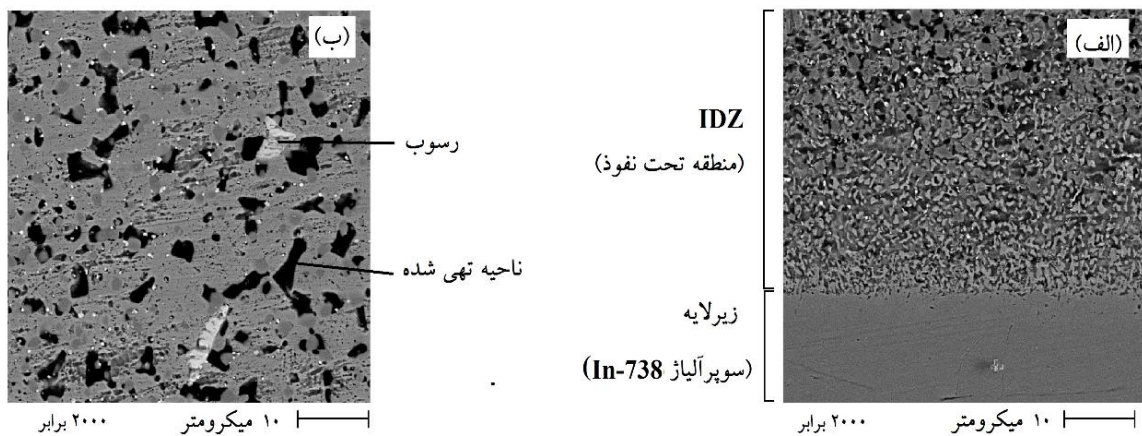 (ب)
رسوب
ناحیه تهی شده
۱۰ میکرومتر
۲۰۰۰ برابر
(الف)
IDZ
(منطقه تحت نفوذ)
زیرلایه
(سوپرآلیاژ In-738)
۱۰ میکرومتر
۲۰۰۰ برابر